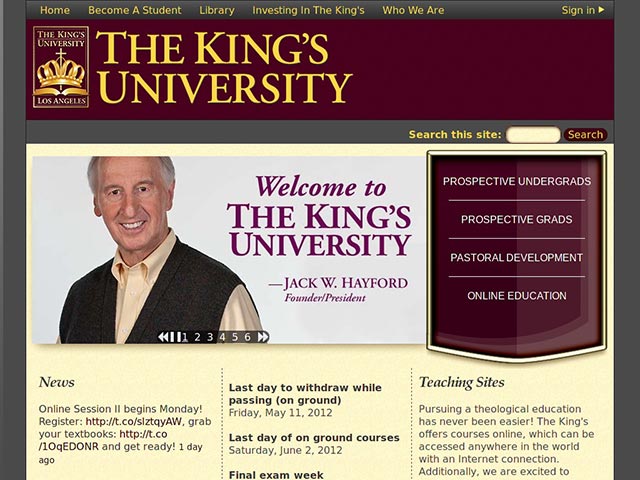 Home Become A Student Library Investing In The King's Who We Are Sign in
THE KING'S
UNIVERSITY
LOS ANGELES
THE KING'S
UNIVERSITY
Search this site: Search
Welcome to
THE KING'S
UNIVERSITY
—JACK W. HAYFORD
Founder/President
1 2 3 4 5 6
PROSPECTIVE UNDERGRADS
PROSPECTIVE GRADS
PASTORAL DEVELOPMENT
ONLINE EDUCATION
News
Online Session II begins Monday!
Register: http://t.co/slztqyAW, grab
your textbooks: http://t.co
/1OqEDONR and get ready! 1 day
ago
Last day to withdraw while
passing (on ground)
Friday, May 11, 2012
Last day of on ground courses
Saturday, June 2, 2012
Final exam week
Teaching Sites
Pursuing a theological education
has never been easier! The King's
offers courses online, which can be
accessed anywhere in the world
with an Internet connection.
Additionally, we are excited to